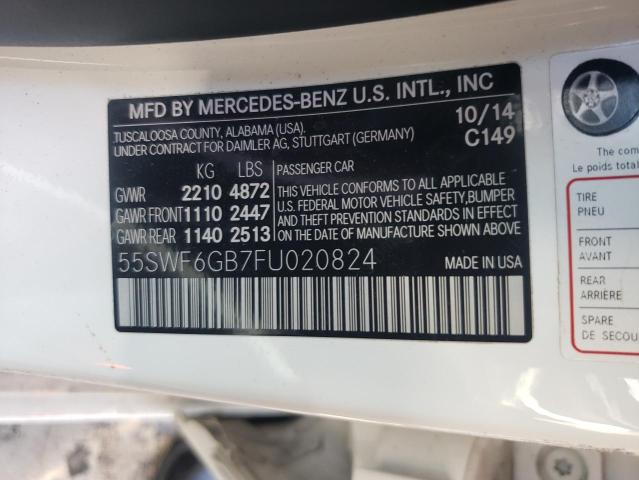 MFD BY MERCEDES-BENZ U.S. INTL., INC
TUSCALOOSA COUNTY, ALABAMA (USA). 10/14
UNDER CONTRACT FOR DAIMLER AG, STUTTGART (GERMANY) C149
KG LBS PASSENGER CAR
GVWR 2210 4872 THIS VEHICLE CONFORMS TO ALL APPLICABLE
GAWR FRONT 1110 2447 U.S. FEDERAL MOTOR VEHICLE SAFETY, BUMPER
GAWR REAR 1140 2513 AND THEFT PREVENTION STANDARDS IN EFFECT
ON THE DATE OF MANUFACTURE SHOWN ABOVE.
55SWF6GB7FU020824 MADE IN USA
The com
Le poids total
TIRE
PNEU
FRONT
AVANT
REAR
ARRIÈRE
SPARE
DE SECOU